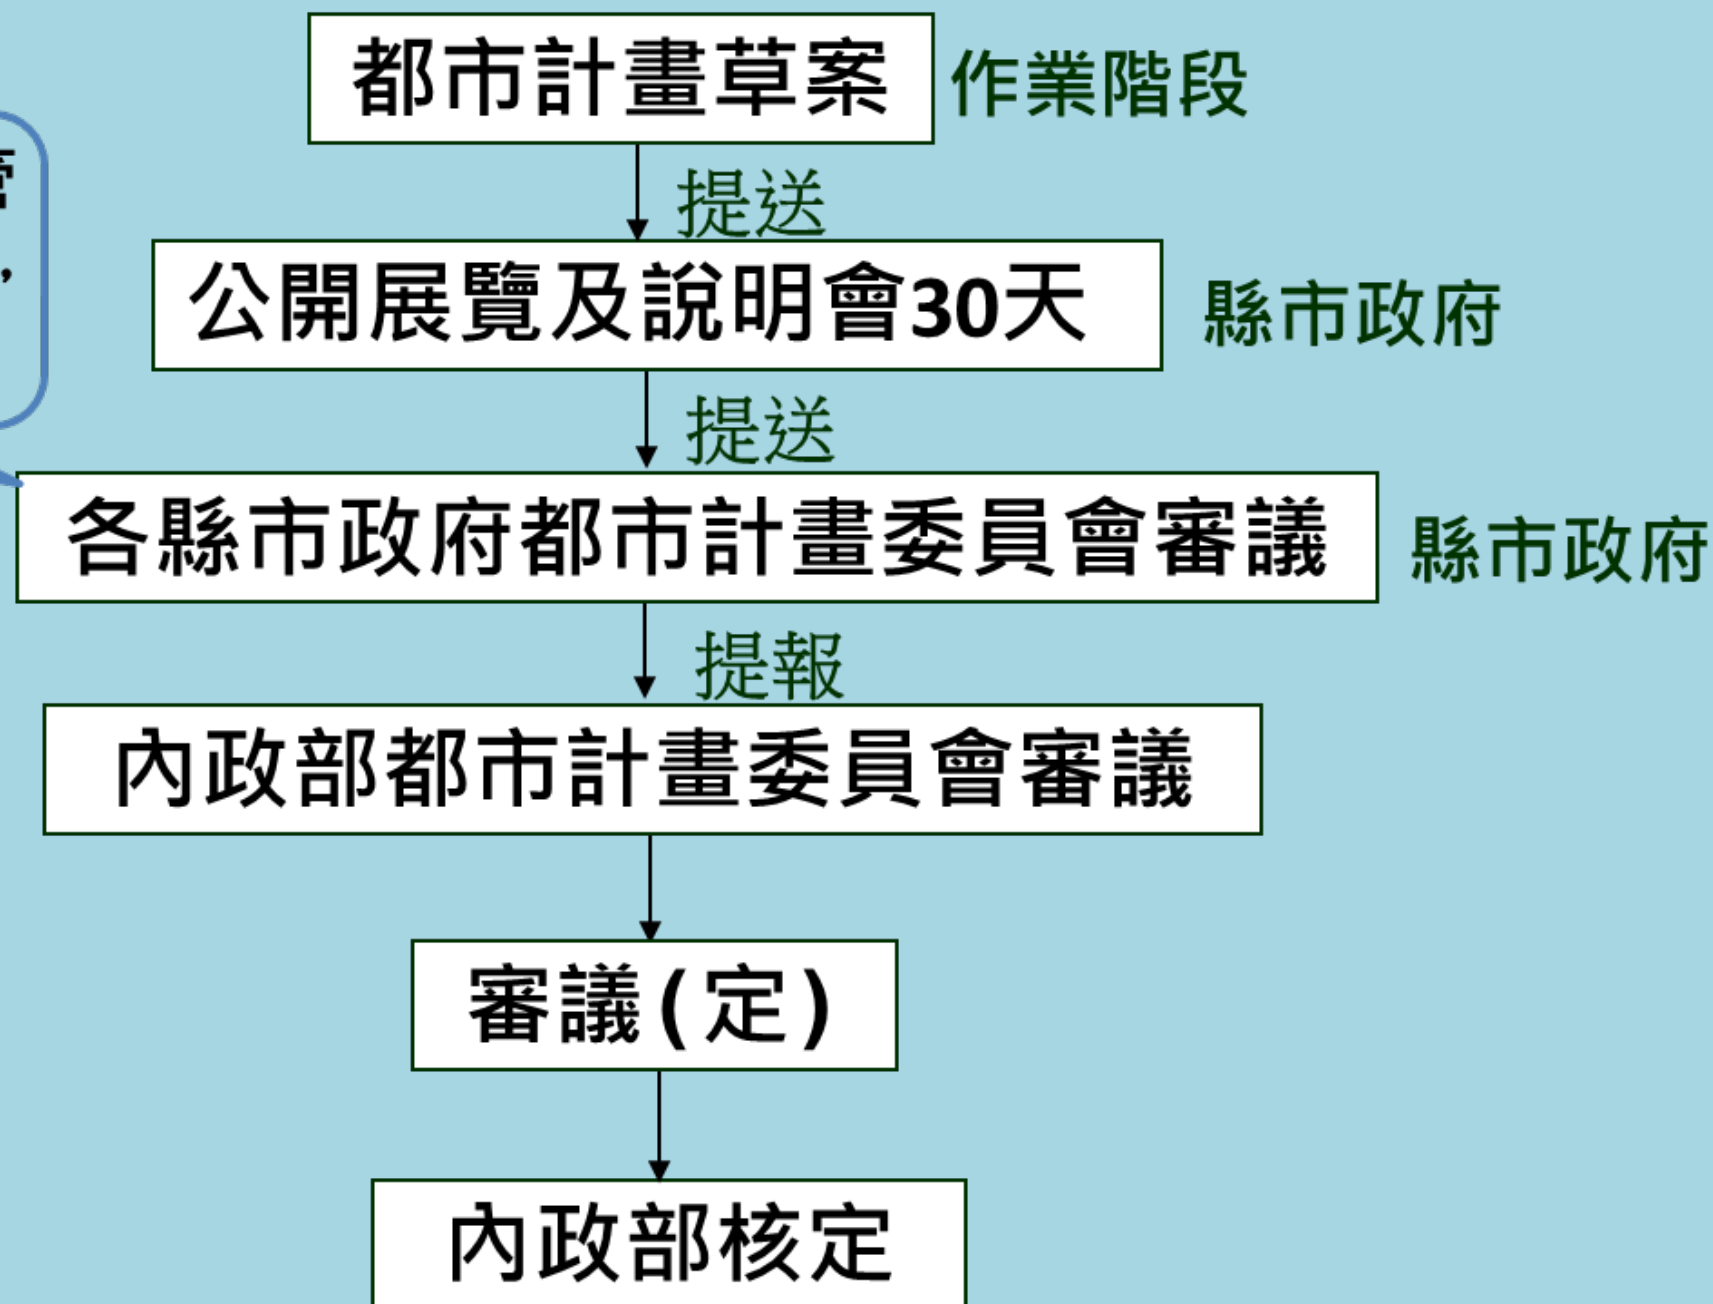 都市計畫草案 作業階段
提送
公開展覽及說明會30天 縣市政府
提送
各縣市政府都市計畫委員會審議 縣市政府
提報
內政部都市計畫委員會審議
審議(定)
內政部核定